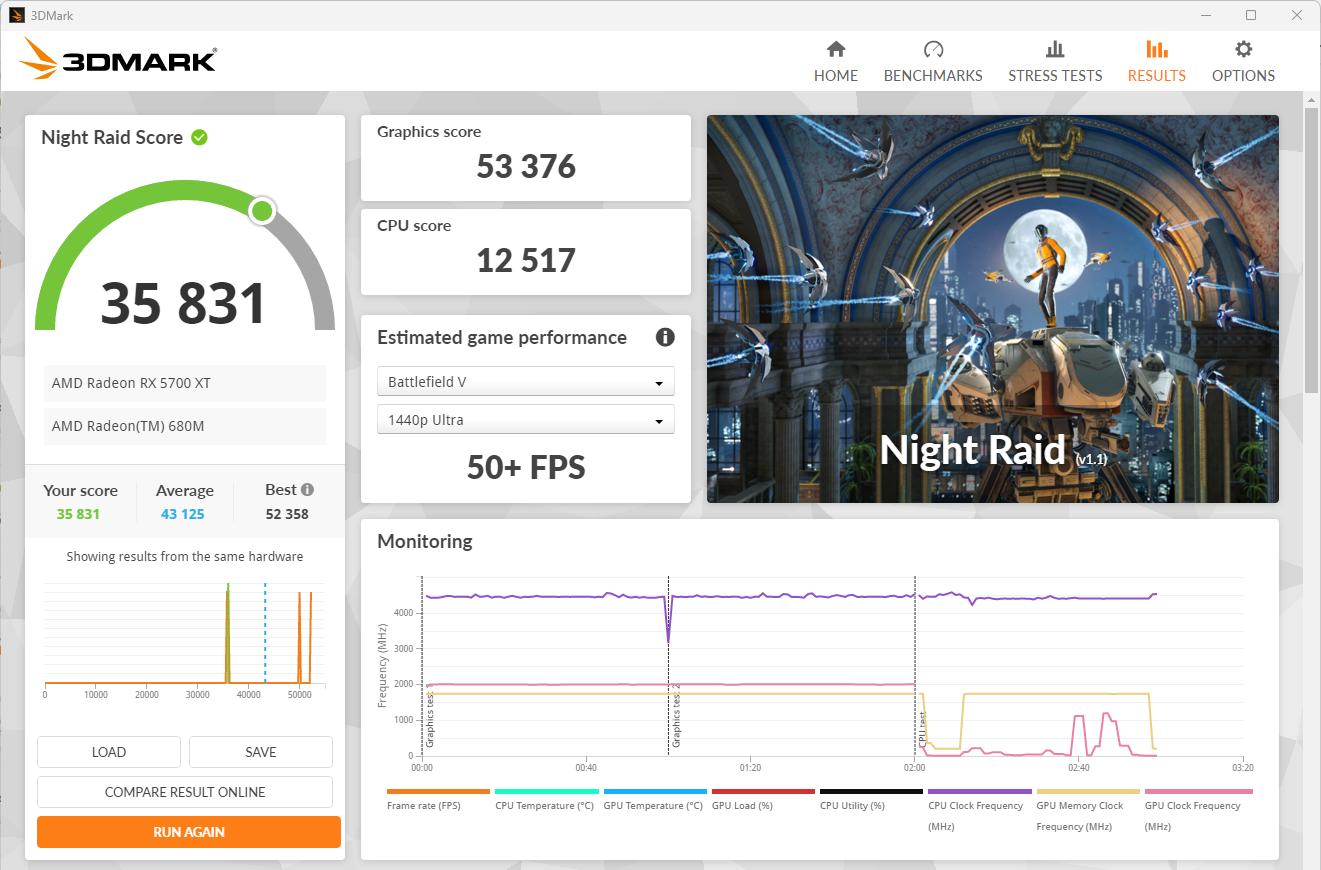 3DMark
3DMARK®
HOME
BENCHMARKS
STRESS TESTS
RESULTS
OPTIONS
Night Raid Score
35 831
AMD Radeon RX 5700 XT
AMD Radeon(TM) 680M
Your score
Average
Best
35 831
43 125
52 358
Showing results from the same hardware
0 10000 20000 30000 40000 50000
LOAD
SAVE
COMPARE RESULT ONLINE
RUN AGAIN
Graphics score
53 376
CPU score
12 517
Estimated game performance
Battlefield V
1440p Ultra
50+ FPS
Night Raid (v1.1)
Monitoring
Frequency (MHz)
4000
3000
2000
1000
0
Graphics test
Graphics test 2
CPU test
00:00 00:40 01:20 02:00 02:40 03:20
Frame rate (FPS)
CPU Temperature (°C)
GPU Temperature (°C)
GPU Load (%)
CPU Utility (%)
CPU Clock Frequency
(MHz)
GPU Memory Clock
Frequency (MHz)
GPU Clock Frequency
(MHz)